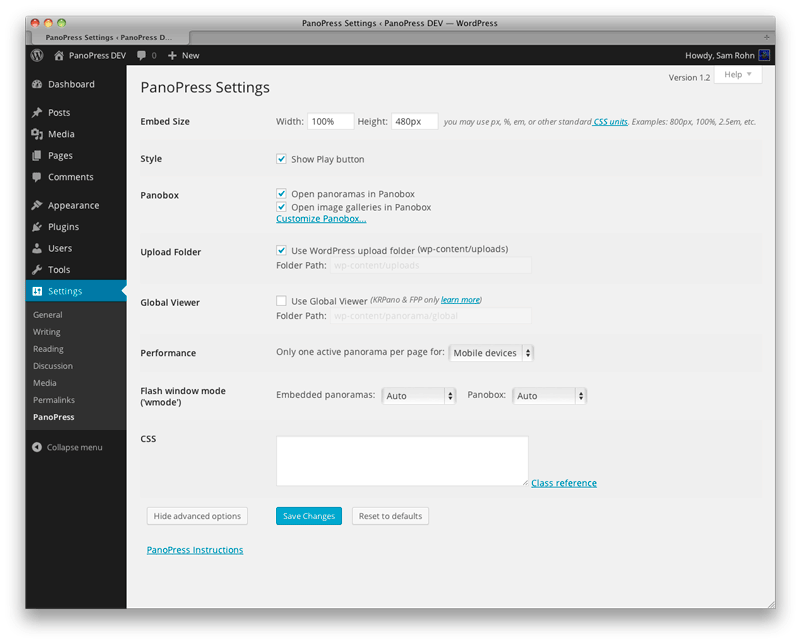 PanoPress Settings ‹ PanoPress DEV — WordPress
PanoPress Settings ‹ PanoPress D...
PanoPress DEV 0 New
Howdy, Sam Rohn
Version 1.2 Help
Dashboard
Posts
Media
Pages
Comments
Appearance
Plugins
Users
Tools
Settings
General
Writing
Reading
Discussion
Media
Permalinks
PanoPress
Collapse menu
PanoPress Settings
Embed Size Width: 100% Height: 480px you may use px, %, em, or other standard CSS units. Examples: 800px, 100%, 2.5em, etc.
Style Show Play button
Panobox Open panoramas in Panobox
Open image galleries in Panobox
Customize Panobox...
Upload Folder Use WordPress upload folder (wp-content/uploads)
Folder Path: wp-content/uploads
Global Viewer Use Global Viewer (KRPano & FPP only learn more)
Folder Path: wp-content/panorama/global
Performance Only one active panorama per page for: Mobile devices
Flash window mode
('wmode') Embedded panoramas: Auto Panobox: Auto
CSS
Class reference
Hide advanced options Save Changes Reset to defaults
PanoPress Instructions